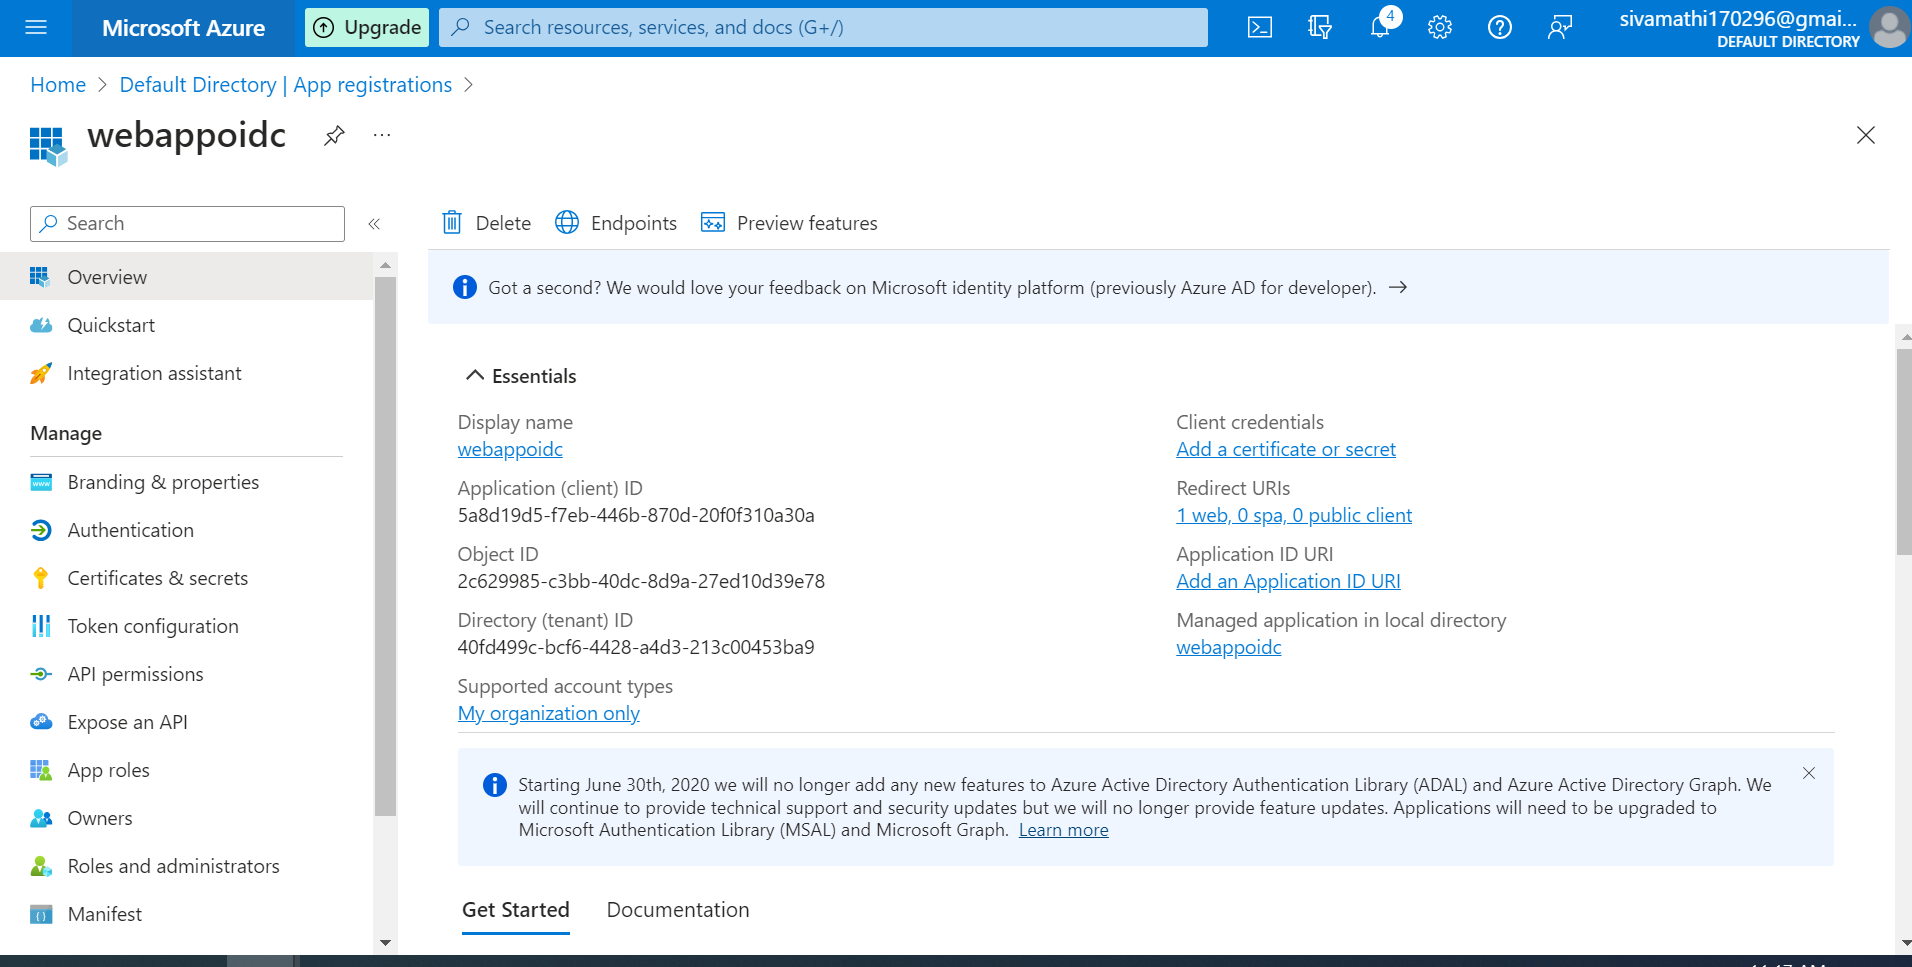 Microsoft Azure
Upgrade
Search resources, services, and docs (G+/)
4
sivamathi170296@gmai...
DEFAULT DIRECTORY
Home > Default Directory | App registrations >
webappoidc
...
Search
«
Delete
Endpoints
Preview features
Overview
Quickstart
Integration assistant
Manage
Branding & properties
Authentication
Certificates & secrets
Token configuration
API permissions
Expose an API
App roles
Owners
Roles and administrators
Manifest
Got a second? We would love your feedback on Microsoft identity platform (previously Azure AD for developer). →
Essentials
Display name
webappoidc
Application (client) ID
5a8d19d5-f7eb-446b-870d-20f0f310a30a
Object ID
2c629985-c3bb-40dc-8d9a-27ed10d39e78
Directory (tenant) ID
40fd499c-bcf6-4428-a4d3-213c00453ba9
Supported account types
My organization only
Client credentials
Add a certificate or secret
Redirect URIs
1 web, 0 spa, 0 public client
Application ID URI
Add an Application ID URI
Managed application in local directory
webappoidc
Starting June 30th, 2020 we will no longer add any new features to Azure Active Directory Authentication Library (ADAL) and Azure Active Directory Graph. We
will continue to provide technical support and security updates but we will no longer provide feature updates. Applications will need to be upgraded to
Microsoft Authentication Library (MSAL) and Microsoft Graph. Learn more
Get Started
Documentation